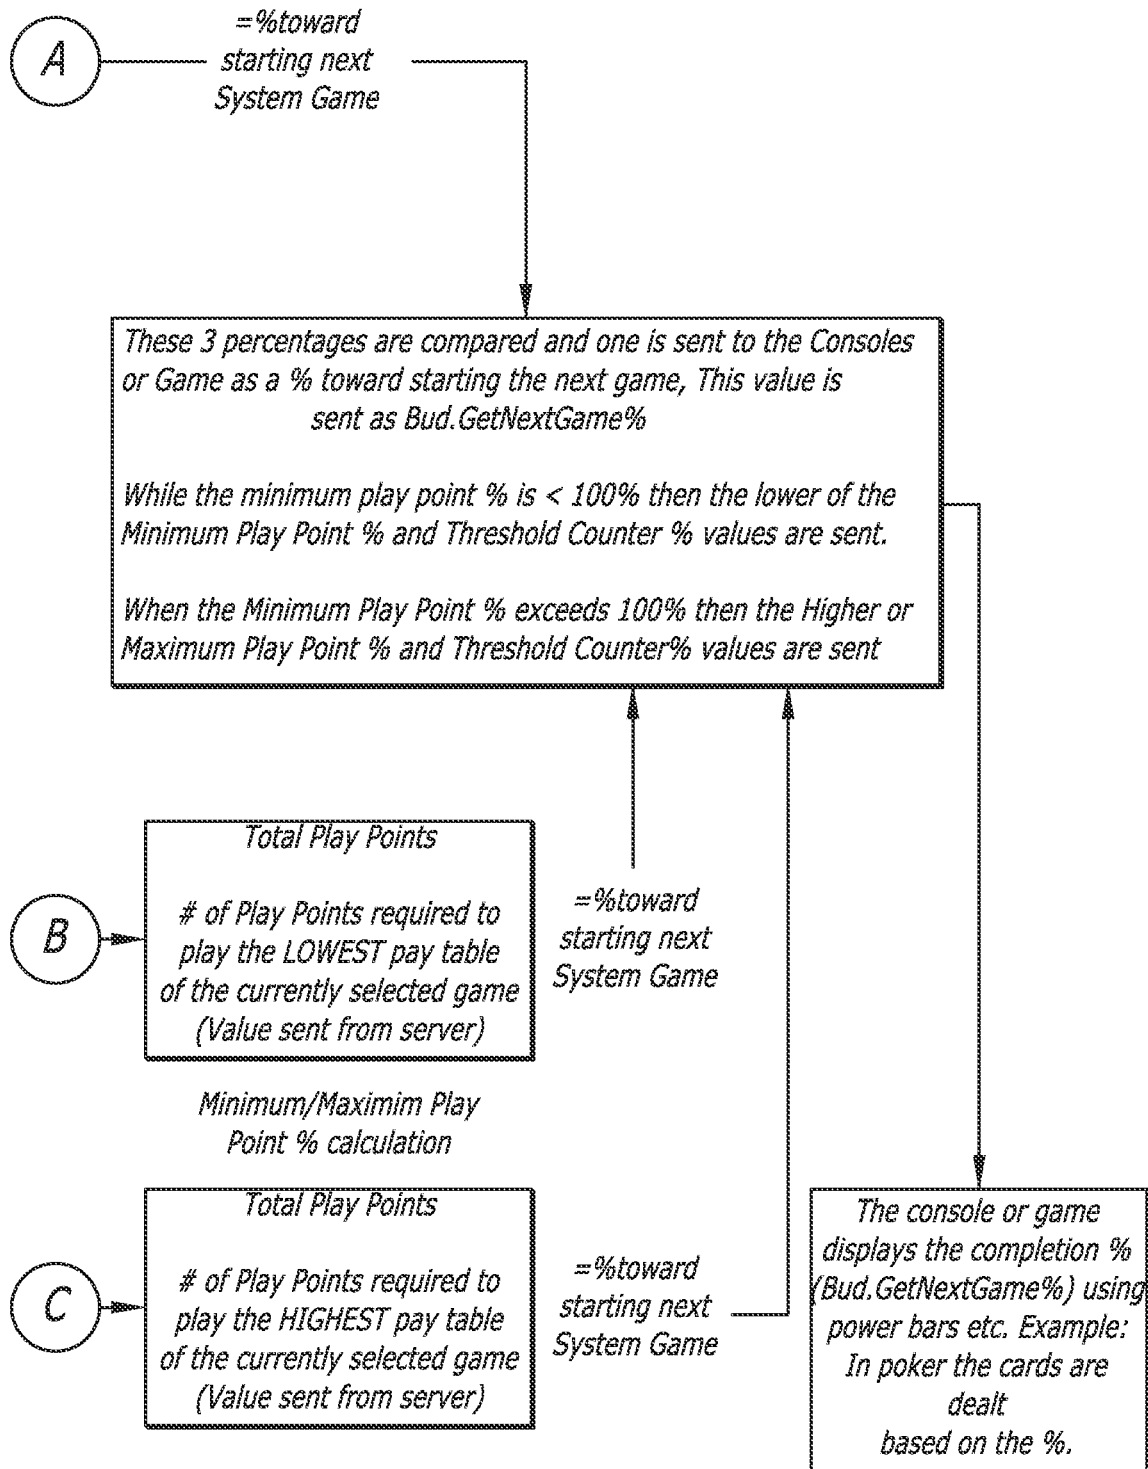 A
=%toward
starting next
System Game
These 3 percentages are compared and one is sent to the Consoles
or Game as a % toward starting the next game, This value is
sent as Bud.GetNextGame%
While the minimum play point % is < 100% then the lower of the
Minimum Play Point % and Threshold Counter % values are sent.
When the Minimum Play Point % exceeds 100% then the Higher or
Maximum Play Point % and Threshold Counter% values are sent
B
Total Play Points
# of Play Points required to
play the LOWEST pay table
of the currently selected game
(Value sent from server)
=%toward
starting next
System Game
Minimum/Maximim Play
Point % calculation
C
Total Play Points
# of Play Points required to
play the HIGHEST pay table
of the currently selected game
(Value sent from server)
=%toward
starting next
System Game
The console or game
displays the completion %
(Bud.GetNextGame%) using
power bars etc. Example:
In poker the cards are
dealt
based on the %.